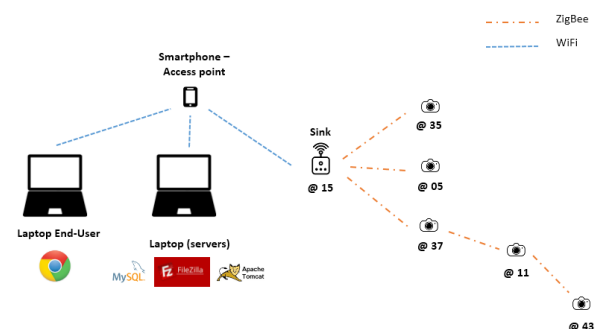 ZigBee
WiFi
Smartphone –
Access point
Sink
@ 15
@ 35
@ 05
@ 37
@ 11
@ 43
Laptop End-User
Laptop (servers)
MySQL
Fz FileZilla
Apache
Tomcat